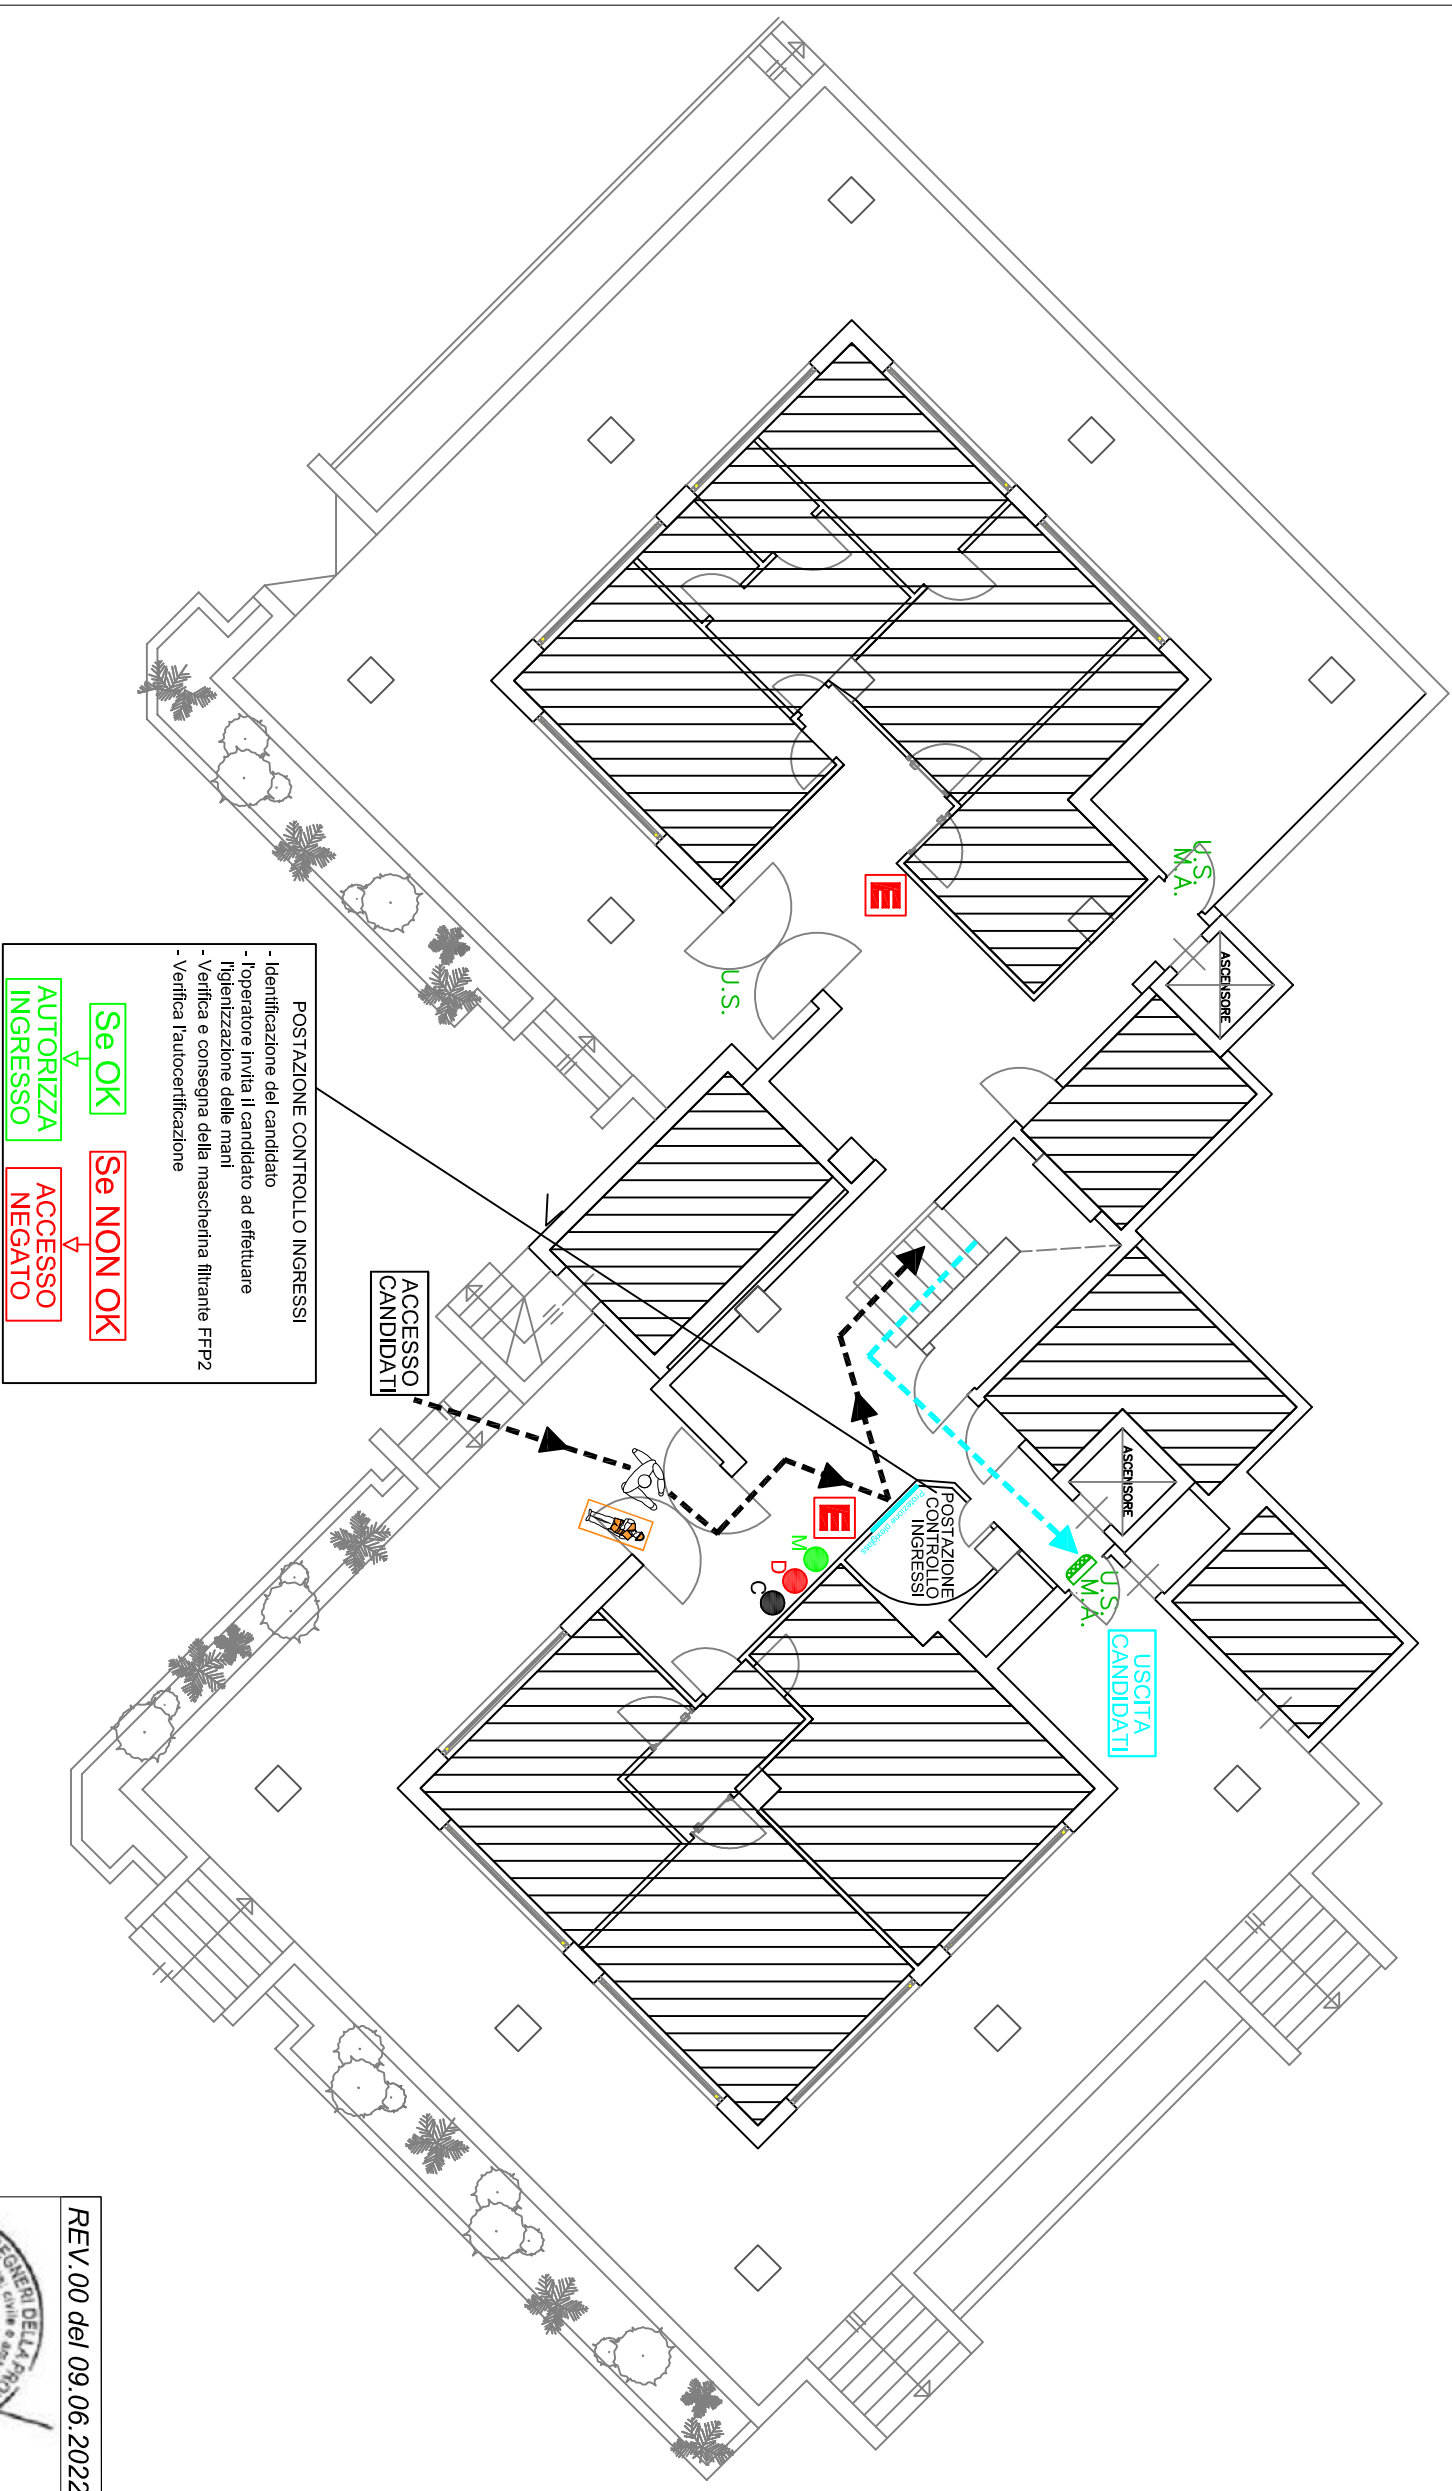 U.S.
M.A.
ASCENSORE
E
U.S.
ASCENSORE
U.S.
M.A.
USCITA
CANDIDATI
POSTAZIONE
CONTROLLO
INGRESSI
E
M
D
C
ACCESSO
CANDIDATI
POSTAZIONE CONTROLLO INGRESSI
- Identificazione del candidato
- l'operatore invita il candidato ad effettuare
l'igienizzazione delle mani
- Verifica e consegna della mascherina filtrante FFP2
- Verifica l'autocertificazione
Se OK
Se NON OK
AUTORIZZA
INGRESSO
ACCESSO
NEGATO
REV.00 del 09.06.2022